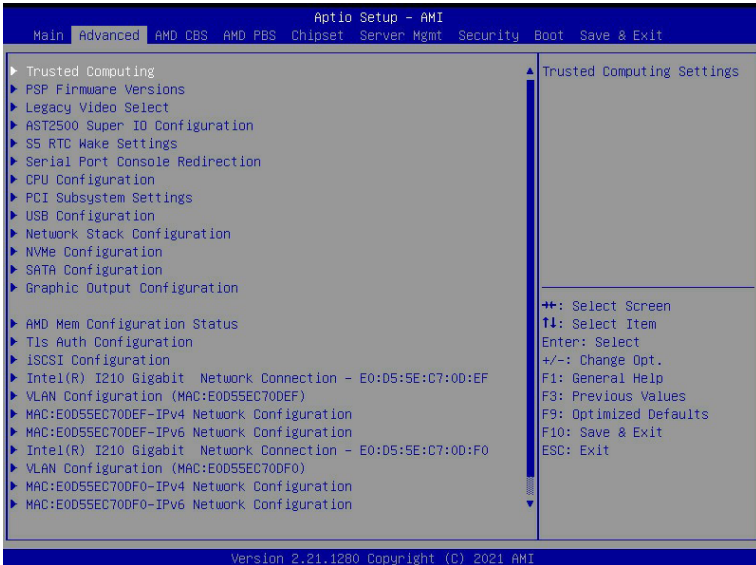 Aptio Setup – AMI
Main Advanced AMD CBS AMD PBS Chipset Server Mgmt Security Boot Save & Exit
Trusted Computing
PSP Firmware Versions
Legacy Video Select
AST2500 Super IO Configuration
S5 RTC Wake Settings
Serial Port Console Redirection
CPU Configuration
PCI Subsystem Settings
USB Configuration
Network Stack Configuration
NVMe Configuration
SATA Configuration
Graphic Output Configuration
AMD Mem Configuration Status
Tls Auth Configuration
iSCSI Configuration
Intel(R) I210 Gigabit  Network Connection – E0:D5:5E:C7:0D:EF
VLAN Configuration (MAC:E0D55EC70DEF)
MAC:E0D55EC70DEF-IPv4 Network Configuration
MAC:E0D55EC70DEF-IPv6 Network Configuration
Intel(R) I210 Gigabit  Network Connection – E0:D5:5E:C7:0D:F0
VLAN Configuration (MAC:E0D55EC70DF0)
MAC:E0D55EC70DF0-IPv4 Network Configuration
MAC:E0D55EC70DF0-IPv6 Network Configuration
Trusted Computing Settings
→←: Select Screen
↑↓: Select Item
Enter: Select
+/-: Change Opt.
F1: General Help
F3: Previous Values
F9: Optimized Defaults
F10: Save & Exit
ESC: Exit
Version 2.21.1280 Copyright (C) 2021 AMI